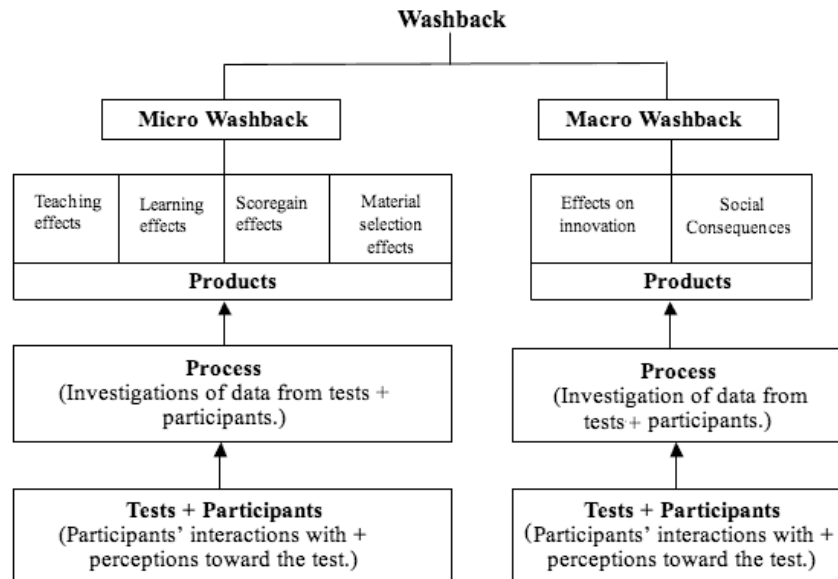 Washback
Micro Washback
Macro Washback
Teaching
effects
Learning
effects
Scoregain
effects
Material
selection
effects
Effects on
innovation
Social
Consequences
Products
Products
Process
(Investigations of data from tests +
participants.)
Process
(Investigation of data from
tests + participants.)
Tests + Participants
(Participants’ interactions with +
perceptions toward the test.)
Tests + Participants
(Participants’ interactions with +
perceptions toward the test.)